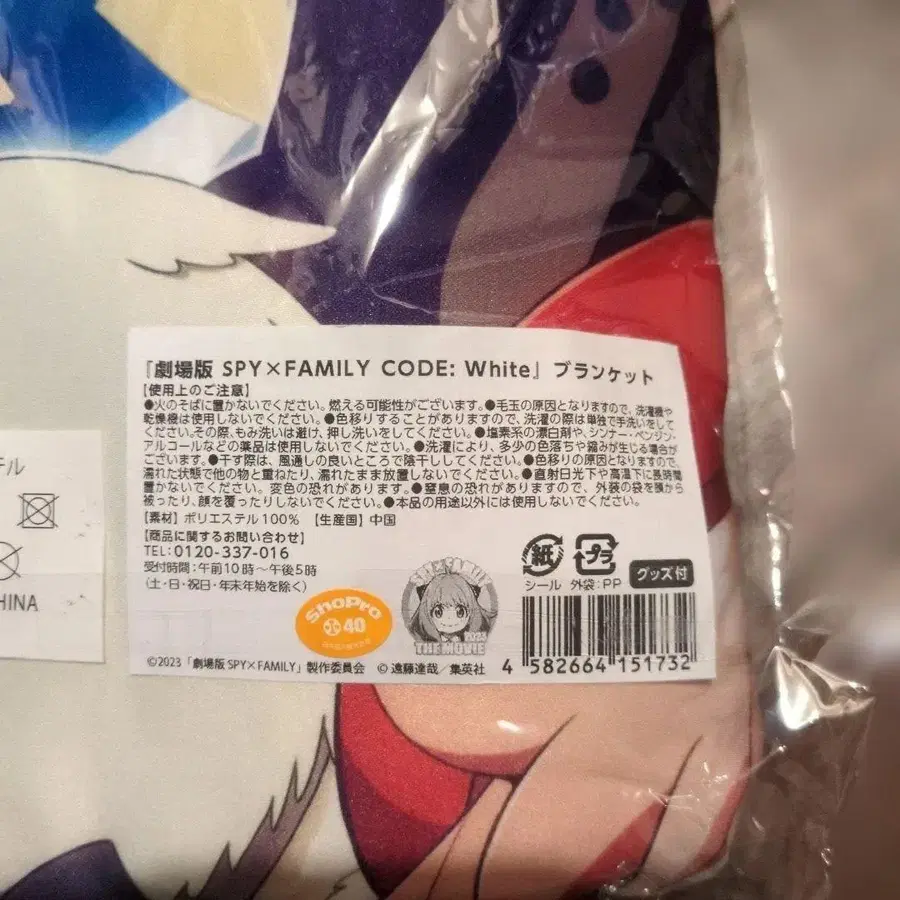 『劇場版 SPY×FAMILY CODE: White』 ブランケット
【使用上のご注意】
●火のそばに置かないでください。燃える可能性がございます。●毛玉の原因となりますので、洗濯機や
乾燥機は使用しないでください。●色移りすることがありますので、洗濯の際は単独で手洗いをして
ください。その際、もみ洗いは避け、押し洗いをしてください。●塩素系の漂白剤や、シンナー・ベンジン・
アルコールなどの薬品は使用しないでください。●洗濯により、多少の色落ちや縮みが生じる場合が
ございます。●干す際は、風通しの良いところで陰干ししてください。●色移りの原因となりますので、
濡れた状態で他の物と重ねたり、濡れたまま放置しないでください。●直射日光下や高温下に長時間
置かないでください。変色の恐れがあります。●窒息の恐れがありますので、外装の袋を頭から
被ったり、顔を覆ったりしないでください。●本品の用途以外には使用しないでください。
【素材】ポリエステル100% 【生産国】中国
【商品に関するお問い合わせ】
TEL:0120-337-016
受付時間:午前10時~午後5時
(土・日・祝日・年末年始を除く)
紙
シール
プラ
外袋:PP
グッズ付
ShoPro
40
SPY×FAMILY
2023
THE MOVIE
©2023「劇場版SPY×FAMILY」製作委員会 © 遠藤達哉/集英社
4 582664 151732
テル
HINA